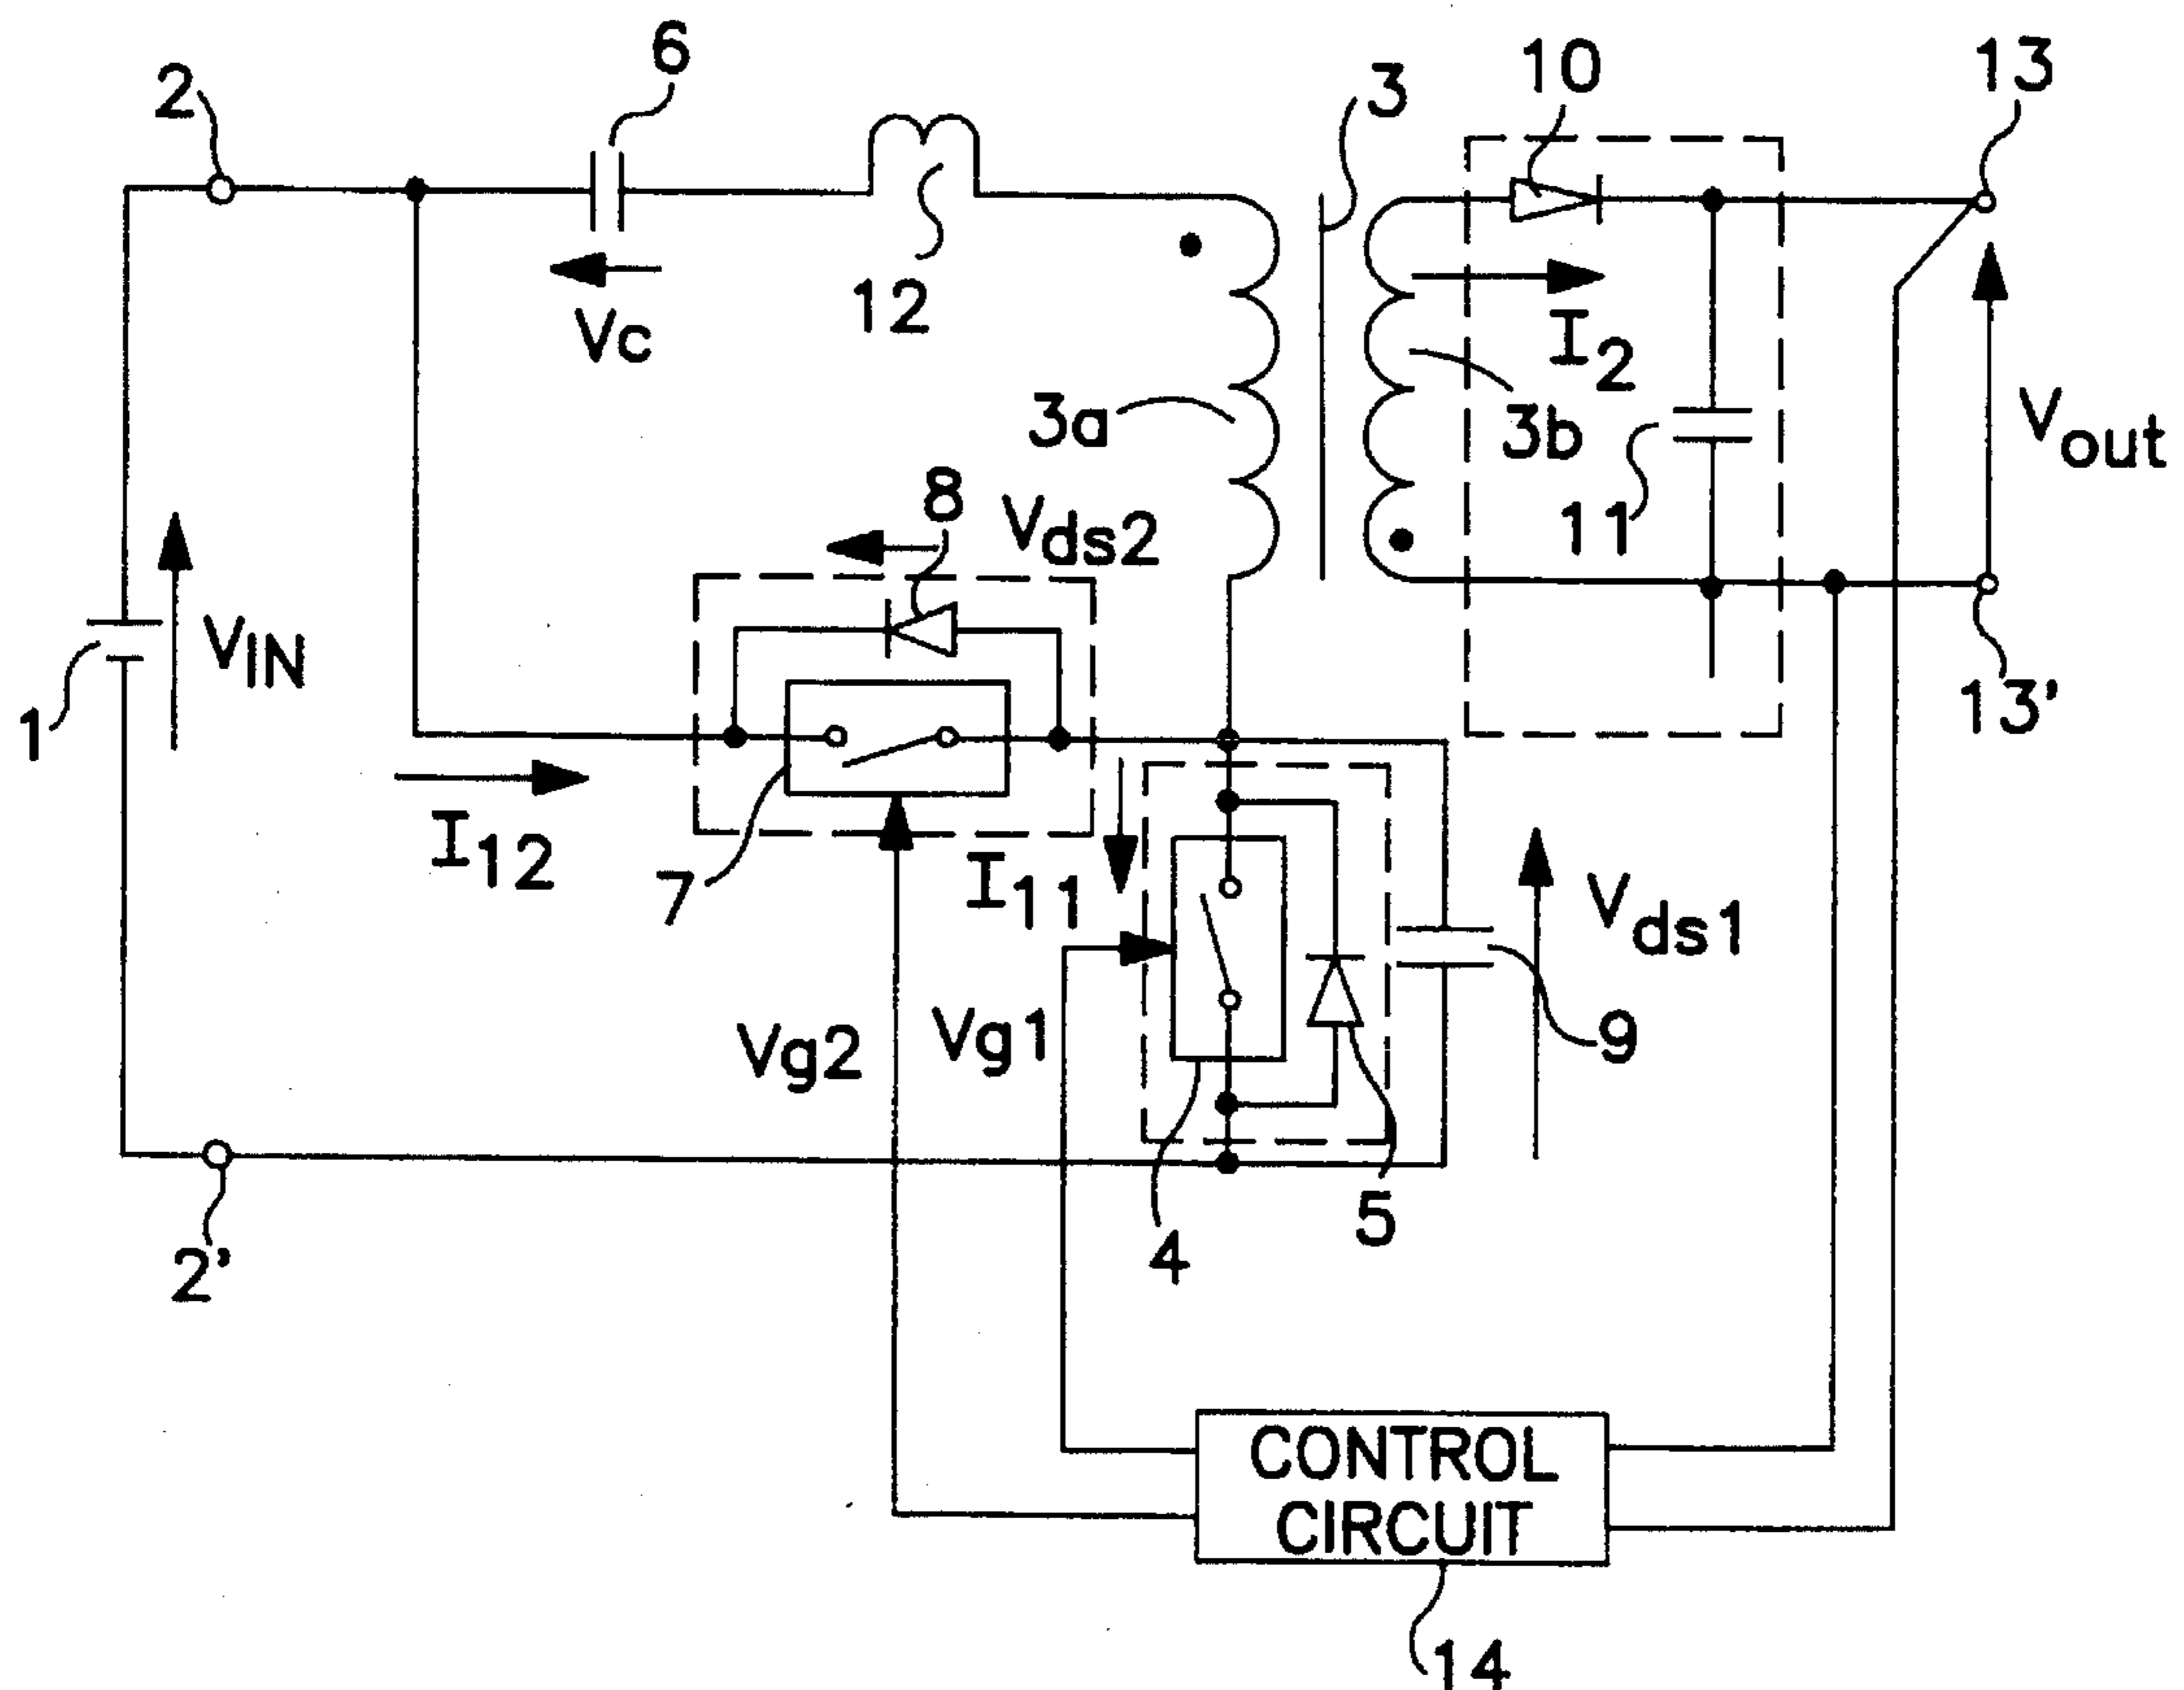 6
2
3
10
13
Vc
12
I2
3a
3b
Vout
8
Vds2
11
VIN
1
13'
I12
7
I11
Vds1
Vg2
Vg1
9
2'
4
5
CONTROL
CIRCUIT
14